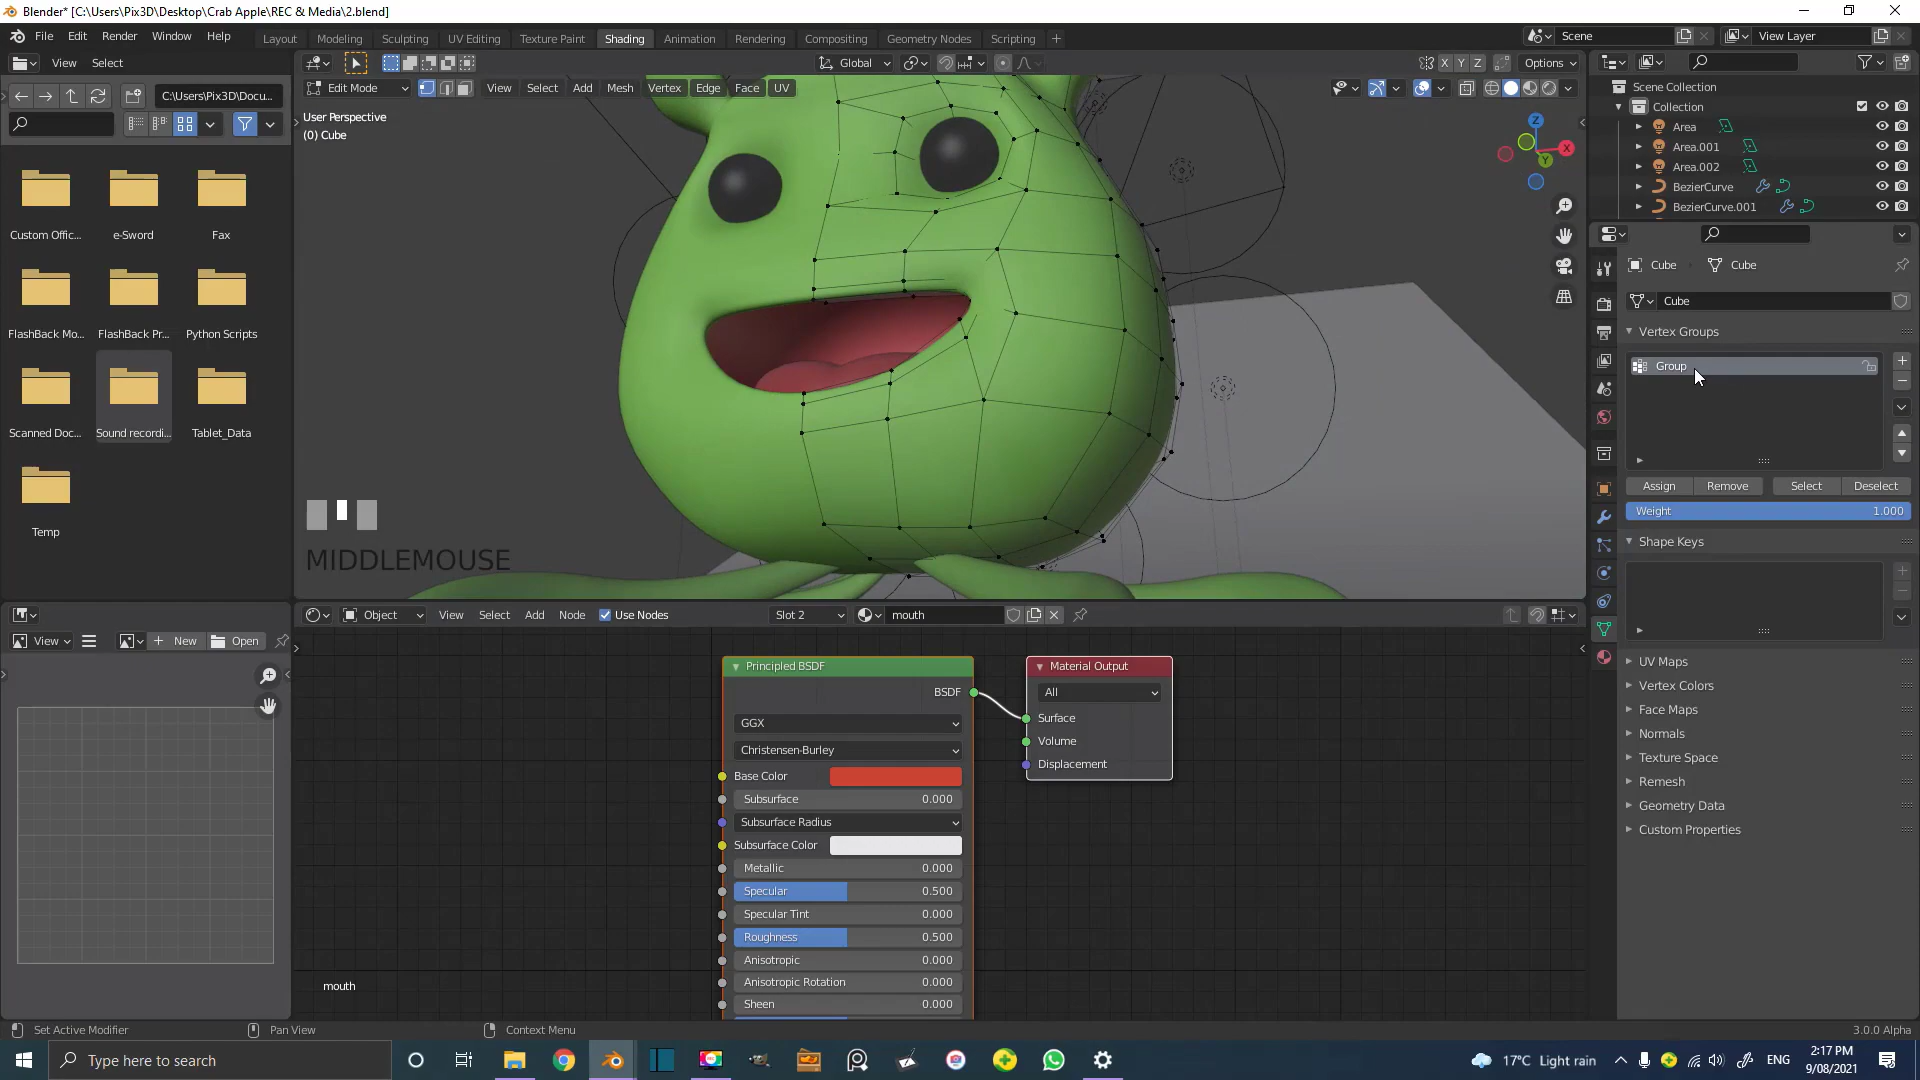 Blender* [C:\Users\Pix3D\Desktop\Crab Apple\REC & Media\2.blend]
File Edit Render Window Help
Layout Modeling Sculpting UV Editing Texture Paint Shading Animation Rendering Compositing Geometry Nodes Scripting +
Scene
View Layer
View Select
Global
X Y Z
Options
C:\Users\Pix3D\Docu...
Edit Mode
View Select Add Mesh Vertex Edge Face UV
User Perspective
(0) Cube
Z
X
Y
Scene Collection
Collection
Area
Area.001
Area.002
BezierCurve
BezierCurve.001
Custom Offic...
e-Sword
Fax
FlashBack Mo...
FlashBack Pr...
Python Scripts
Scanned Doc...
Sound recordi...
Tablet_Data
Temp
MIDDLEMOUSE
Cube
Cube
Cube
Vertex Groups
Group
Assign
Remove
Select
Deselect
Weight 1.000
Shape Keys
UV Maps
Vertex Colors
Face Maps
Normals
Texture Space
Remesh
Geometry Data
Custom Properties
View
New
Open
Object
View Select Add Node Use Nodes
Slot 2
mouth
Principled BSDF
BSDF
GGX
Christensen-Burley
Base Color
Subsurface 0.000
Subsurface Radius
Subsurface Color
Metallic 0.000
Specular 0.500
Specular Tint 0.000
Roughness 0.500
Anisotropic 0.000
Anisotropic Rotation 0.000
Sheen 0.000
Material Output
All
Surface
Volume
Displacement
mouth
Set Active Modifier
Pan View
Context Menu
3.0.0 Alpha
Type here to search
17°C Light rain
ENG
2:17 PM
9/08/2021